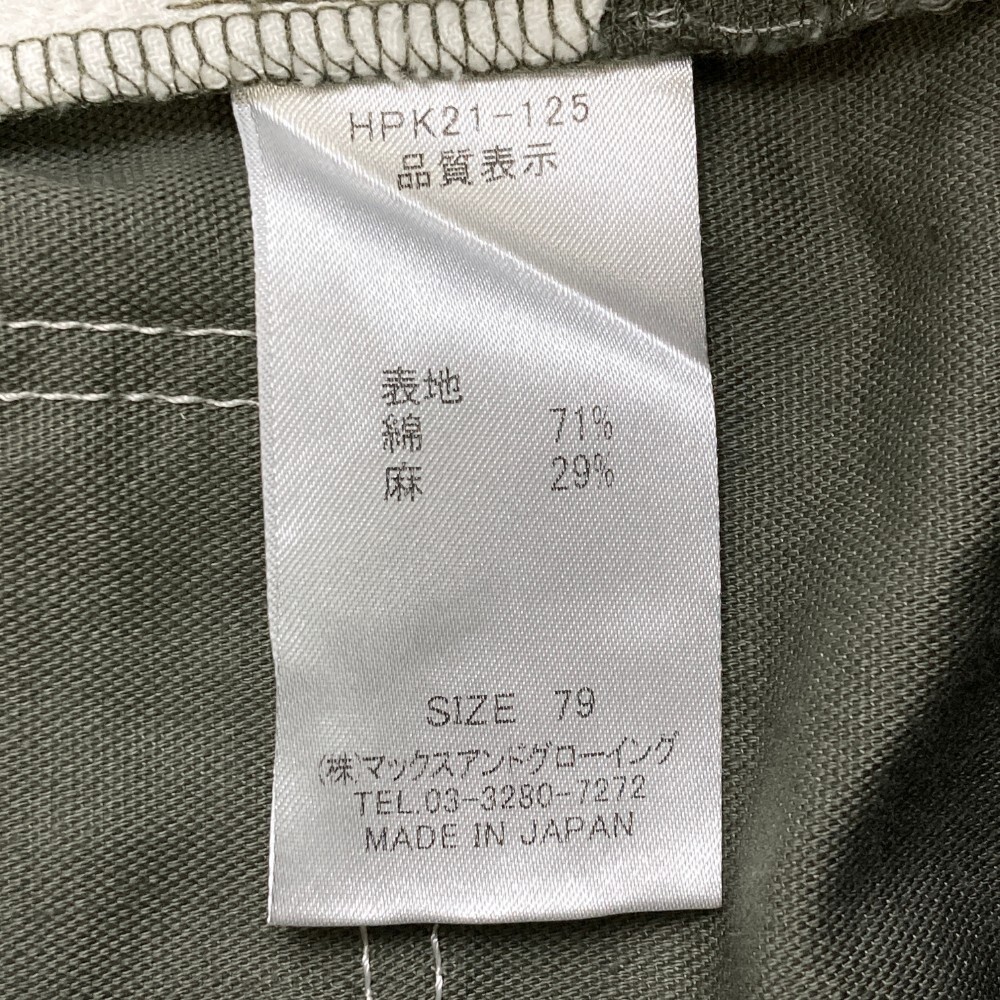 HPK21-125
品質表示
表地
綿 71%
麻 29%
SIZE 79
(株)マックスアンドグローイング
TEL.03-3280-7272
MADE IN JAPAN